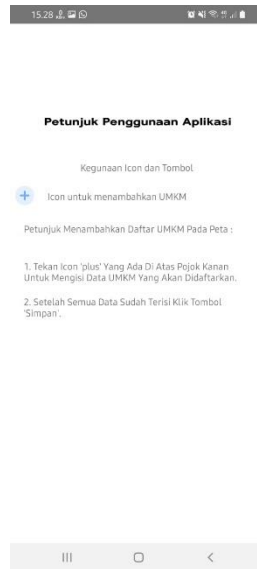 15.28
Petunjuk Penggunaan Aplikasi
Kegunaan Icon dan Tombol
Icon untuk menambahkan UMKM
Petunjuk Menambahkan Daftar UMKM Pada Peta :
1. Tekan Icon 'plus' Yang Ada Di Atas Pojok Kanan
Untuk Mengisi Data UMKM Yang Akan Didaftarkan.
2. Setelah Semua Data Sudah Terisi Klik Tombol
'Simpan'.